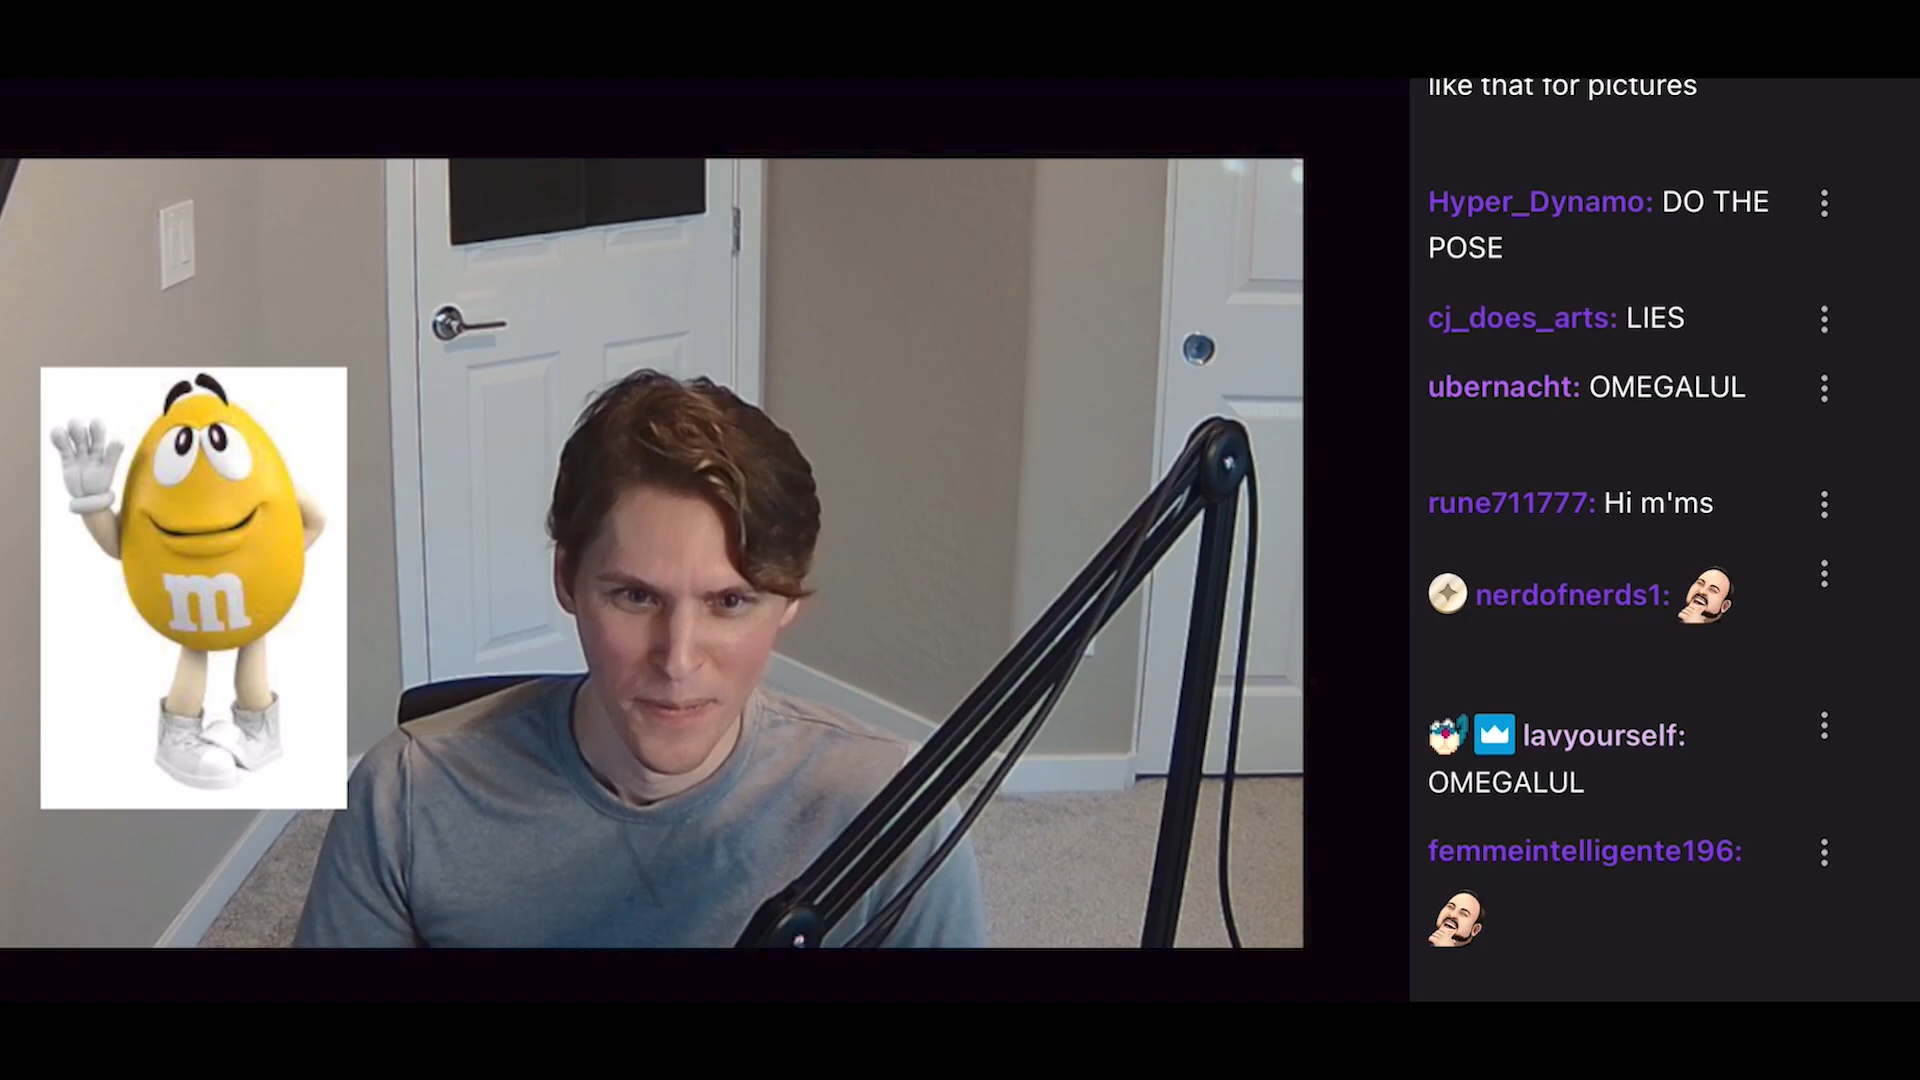 like that for pictures
Hyper_Dynamo: DO THE
POSE
cj_does_arts: LIES
ubernacht: OMEGALUL
rune711777: Hi m'ms
nerdofnerds1:
lavyourself:
OMEGALUL
femmeintelligente196:
m